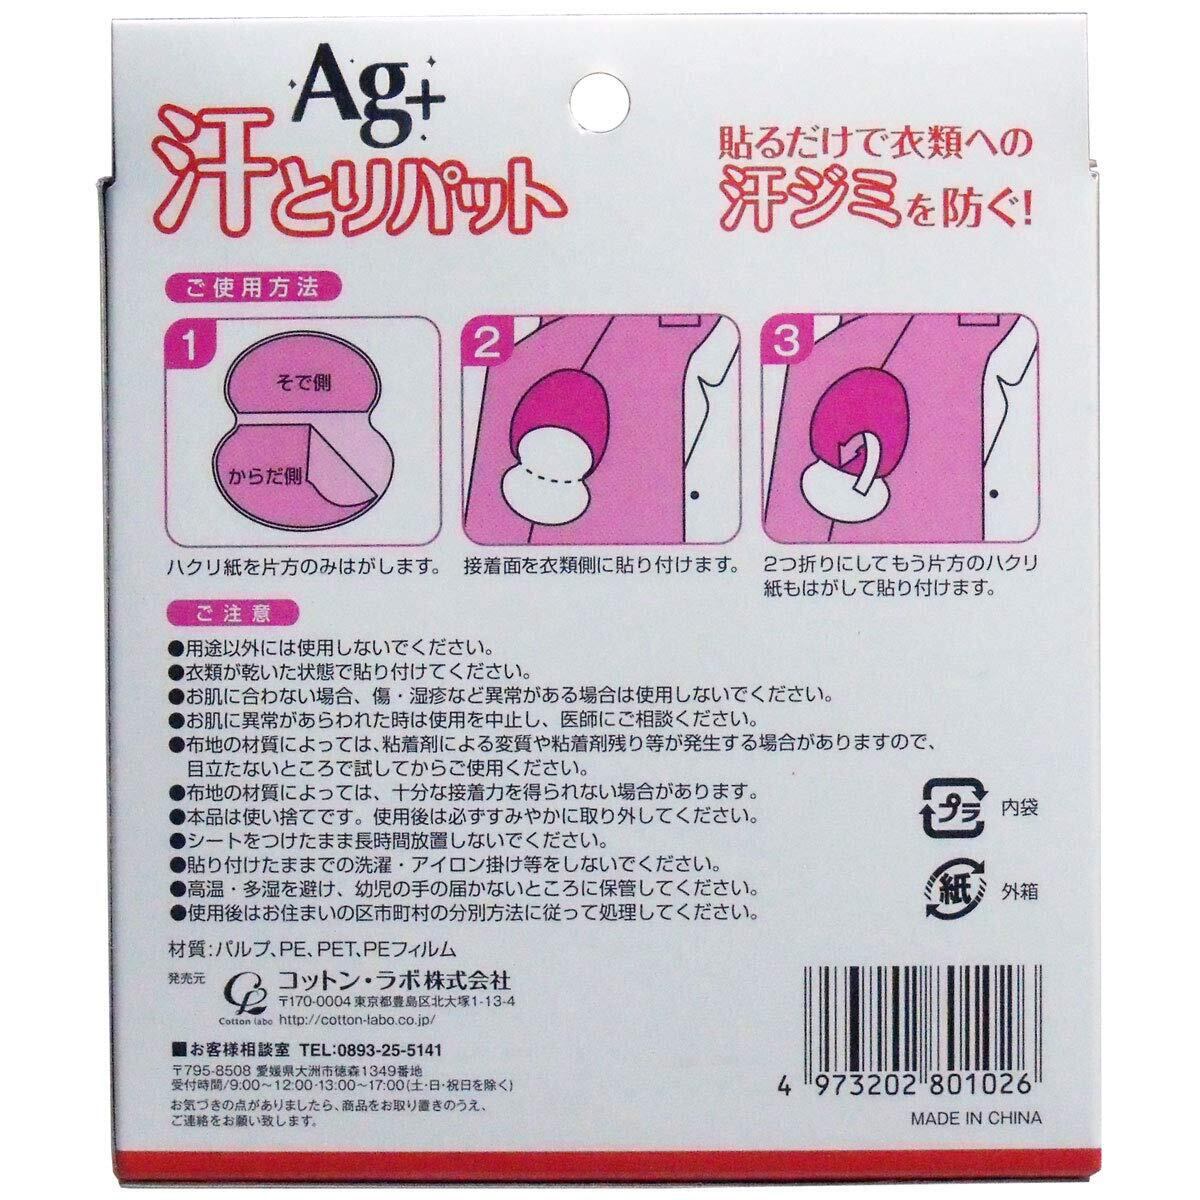 Ag+
汗とりパット
貼るだけで衣類への
汗ジミを防ぐ!
ご使用方法
1
そで側
からだ側
ハクリ紙を片方のみはがします。
2
接着面を衣類側に貼り付けます。
3
2つ折りにしてもう片方のハクリ
紙もはがして貼り付けます。
ご注意
●用途以外には使用しないでください。
●衣類が乾いた状態で貼り付けてください。
●お肌に合わない場合、傷・湿疹など異常がある場合は使用しないでください。
●お肌に異常があらわれた時は使用を中止し、医師にご相談ください。
●布地の材質によっては、粘着剤による変質や粘着剤残り等が発生する場合がありますので、
目立たないところで試してからご使用ください。
●布地の材質によっては、十分な接着力を得られない場合があります。
●本品は使い捨てです。使用後は必ずすみやかに取り外してください。
●シートをつけたまま長時間放置しないでください。
●貼り付けたままでの洗濯・アイロン掛け等をしないでください。
●高温・多湿を避け、幼児の手の届かないところに保管してください。
●使用後はお住まいの区市町村の分別方法に従って処理してください。
プラ 内袋
紙 外箱
材質:パルプ、PE、PET、PEフィルム
発売元
Cotton labo
コットン・ラボ株式会社
〒170-0004 東京都豊島区北大塚1-13-4
http://cotton-labo.co.jp/
■お客様相談室 TEL:0893-25-5141
〒795-8508 愛媛県大洲市徳森1349番地
受付時間/9:00〜12:00・13:00〜17:00(土・日・祝日を除く)
お気づきの点がありましたら、商品をお取り置きのうえ、
ご連絡をお願い致します。
4 973202 801026
MADE IN CHINA